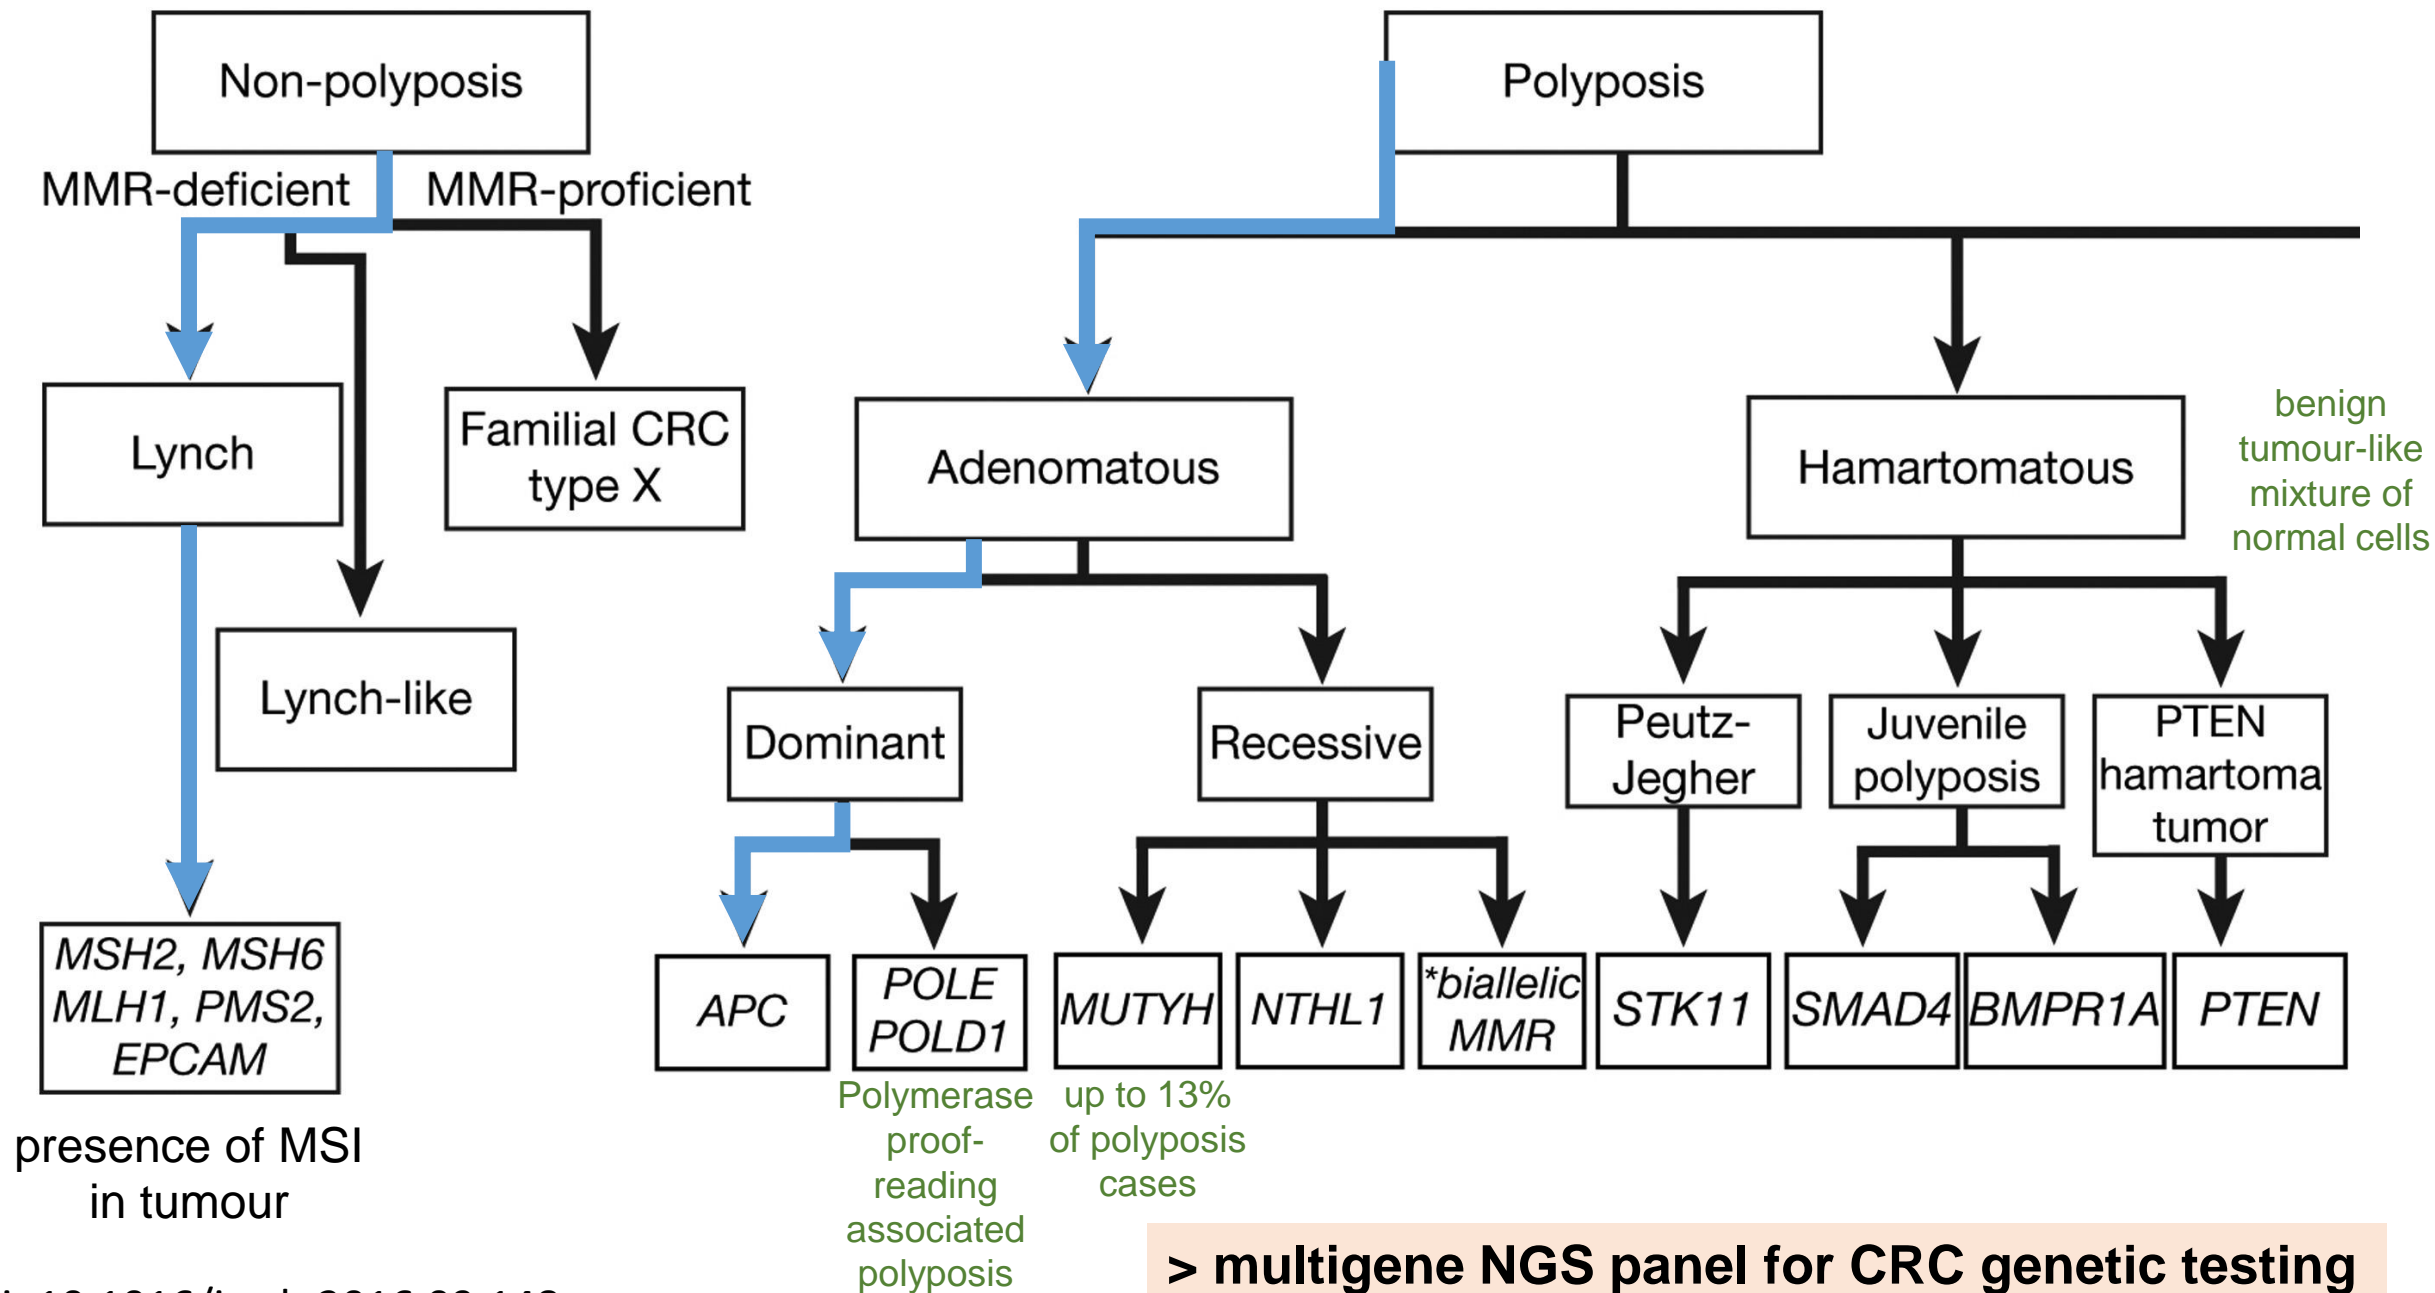 Non-polyposis
Polyposis
MMR-deficient
MMR-proficient
Lynch
Familial CRC
type X
Adenomatous
Hamartomatous
benign
tumour-like
mixture of
normal cells
Lynch-like
Dominant
Recessive
Peutz-
Jegher
Juvenile
polyposis
PTEN
hamartoma
tumor
MSH2, MSH6
MLH1, PMS2,
EPCAM
APC
POLE
POLD1
MUTYH
NTHL1
*biallelic
MMR
STK11
SMAD4
BMPR1A
PTEN
presence of MSI
in tumour
Polymerase
proof-
reading
associated
polyposis
up to 13%
of polyposis
cases
> multigene NGS panel for CRC genetic testing